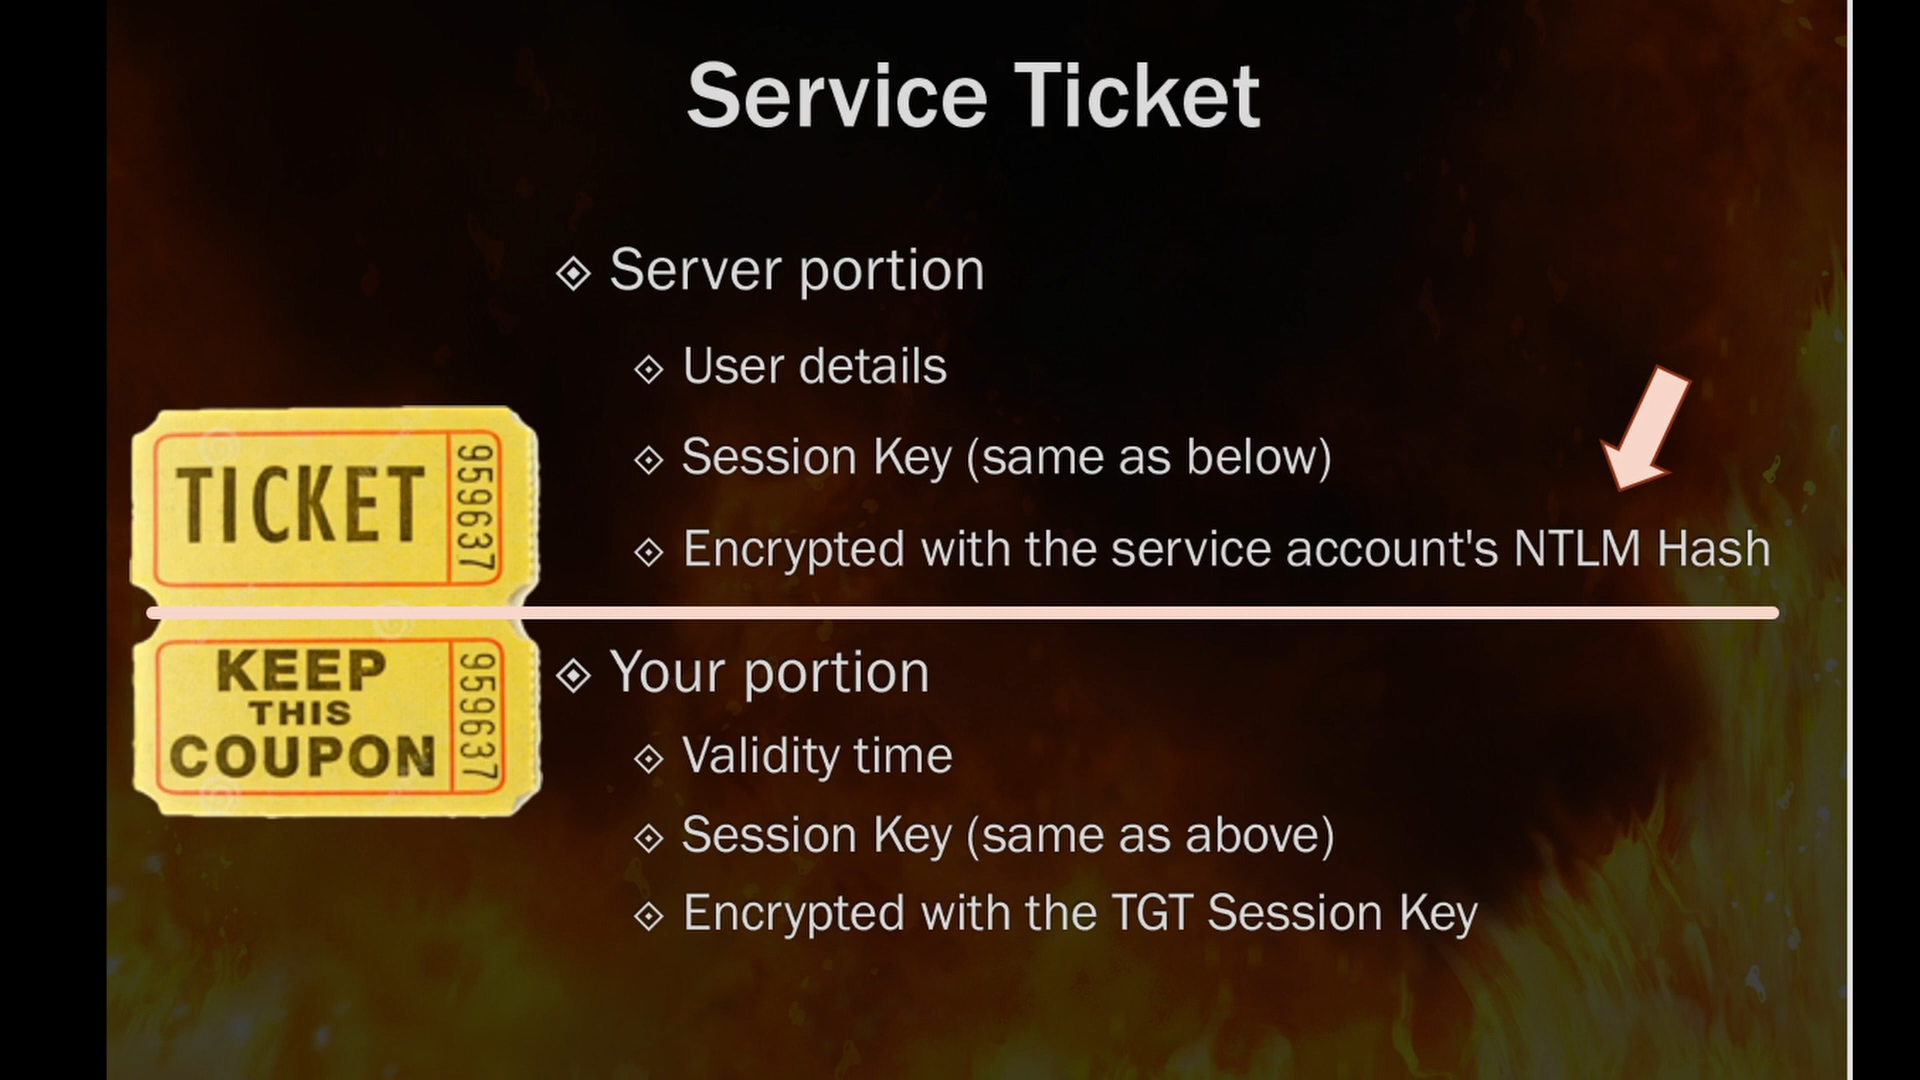 Service Ticket
Server portion
User details
Session Key (same as below)
Encrypted with the service account's NTLM Hash
TICKET
959637
KEEP
THIS
COUPON
959637
Your portion
Validity time
Session Key (same as above)
Encrypted with the TGT Session Key